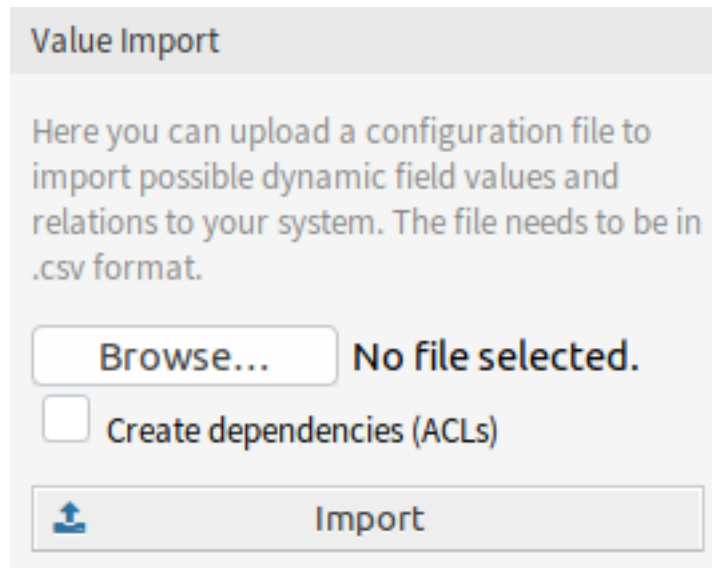 Value Import
Here you can upload a configuration file to
import possible dynamic field values and
relations to your system. The file needs to be in
.csv format.
Browse... No file selected.
Create dependencies (ACLs)
Import